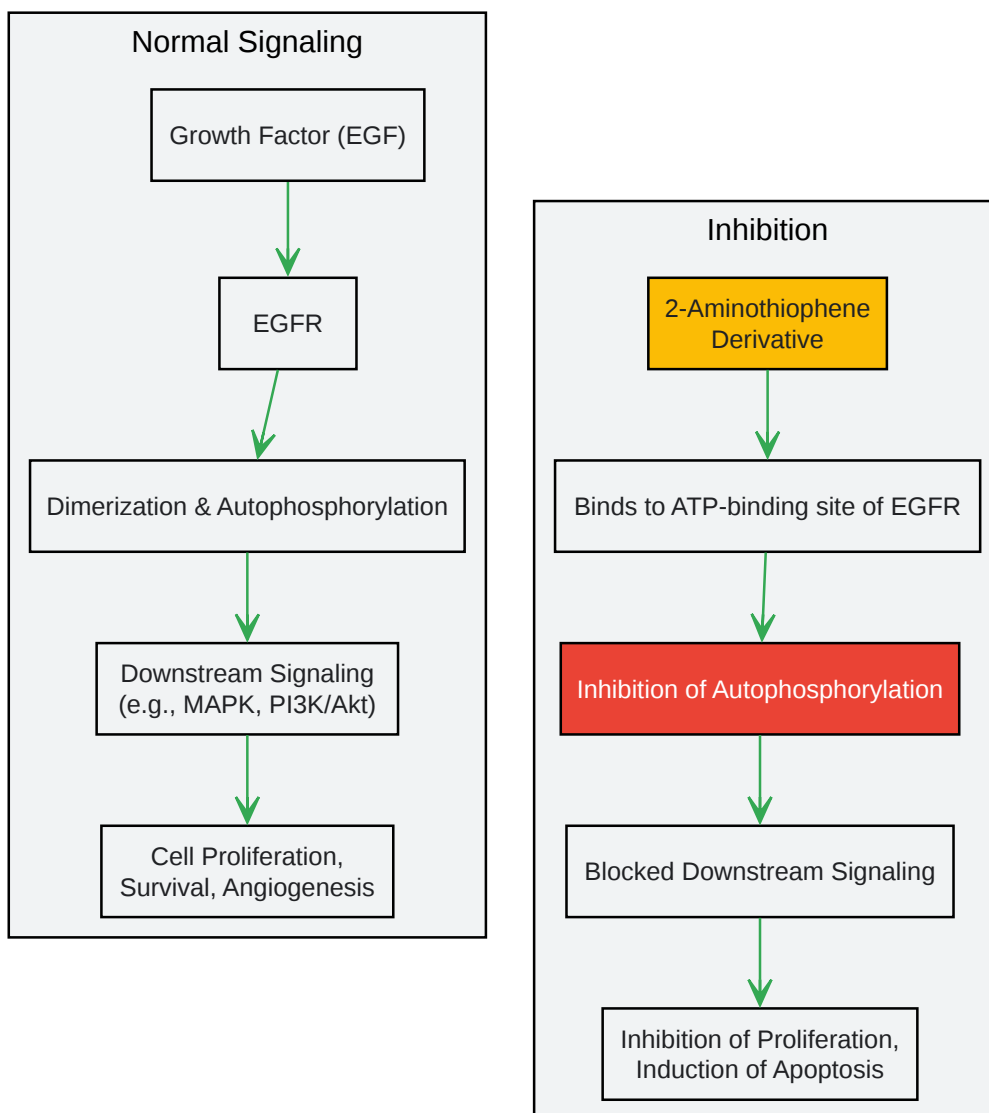 Normal Signaling
Growth Factor (EGF)
EGFR
Dimerization & Autophosphorylation
Downstream Signaling
(e.g., MAPK, PI3K/Akt)
Cell Proliferation,
Survival, Angiogenesis
Inhibition
2-Aminothiophene
Derivative
Binds to ATP-binding site of EGFR
Inhibition of Autophosphorylation
Blocked Downstream Signaling
Inhibition of Proliferation,
Induction of Apoptosis